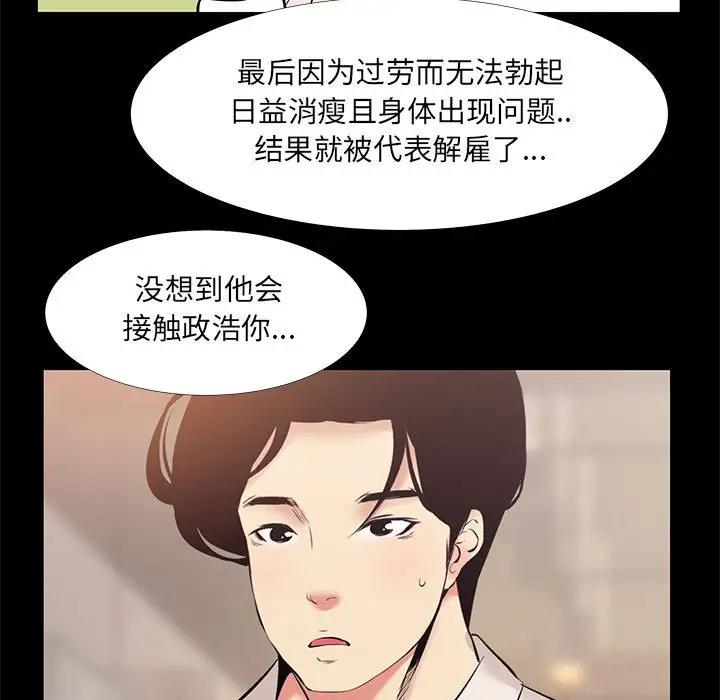 最后因为过劳而无法勃起
日益消瘦且身体出现问题..
结果就被代表解雇了...
没想到他会
接触政浩你...